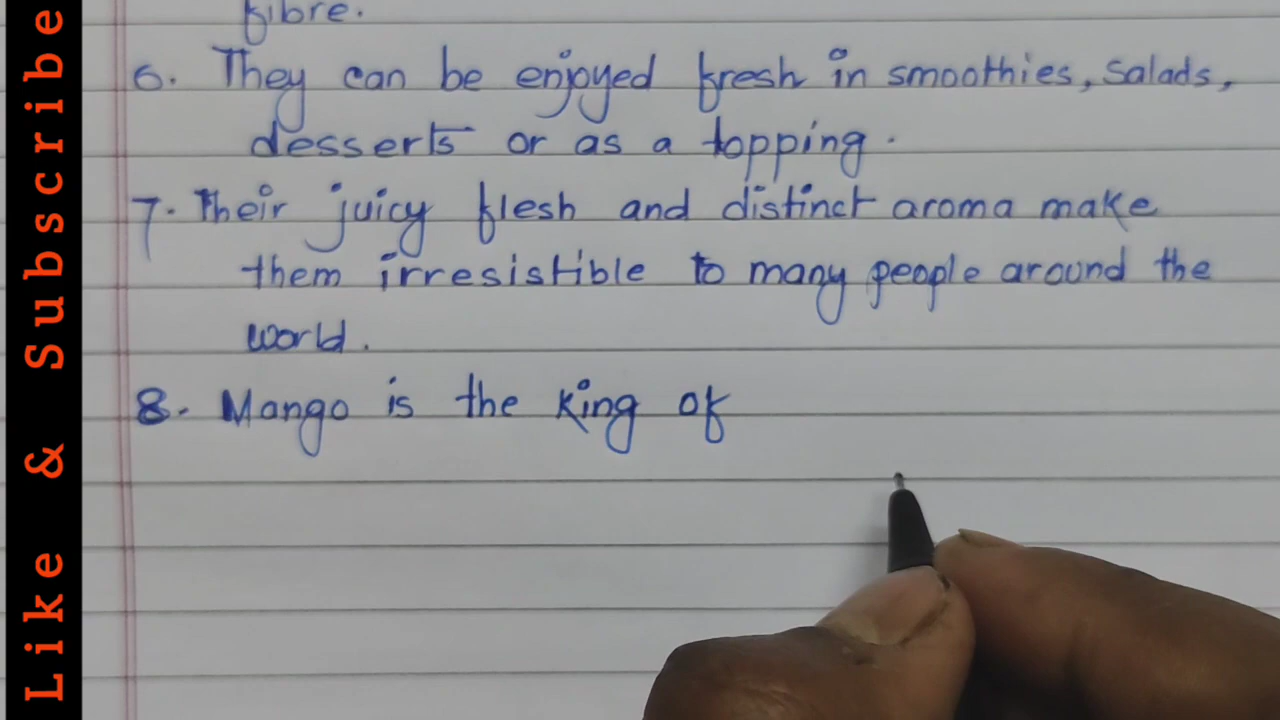 fibre.
6. They can be enjoyed fresh in smoothies, salads,
desserts or as a topping.
7. Their juicy flesh and distinct aroma make
them irresistible to many people around the
world.
8. Mango is the King of
Like & Subscribe